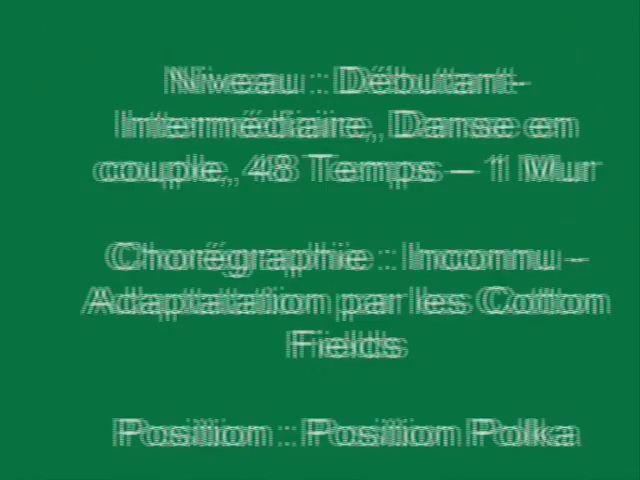 Niveau : Débutant-
Intermédiaire, Danse en
couple, 48 Temps – 1 Mur
Chorégraphie : Inconnu –
Adaptatation par les Cotton
Fields
Position : Position Polka